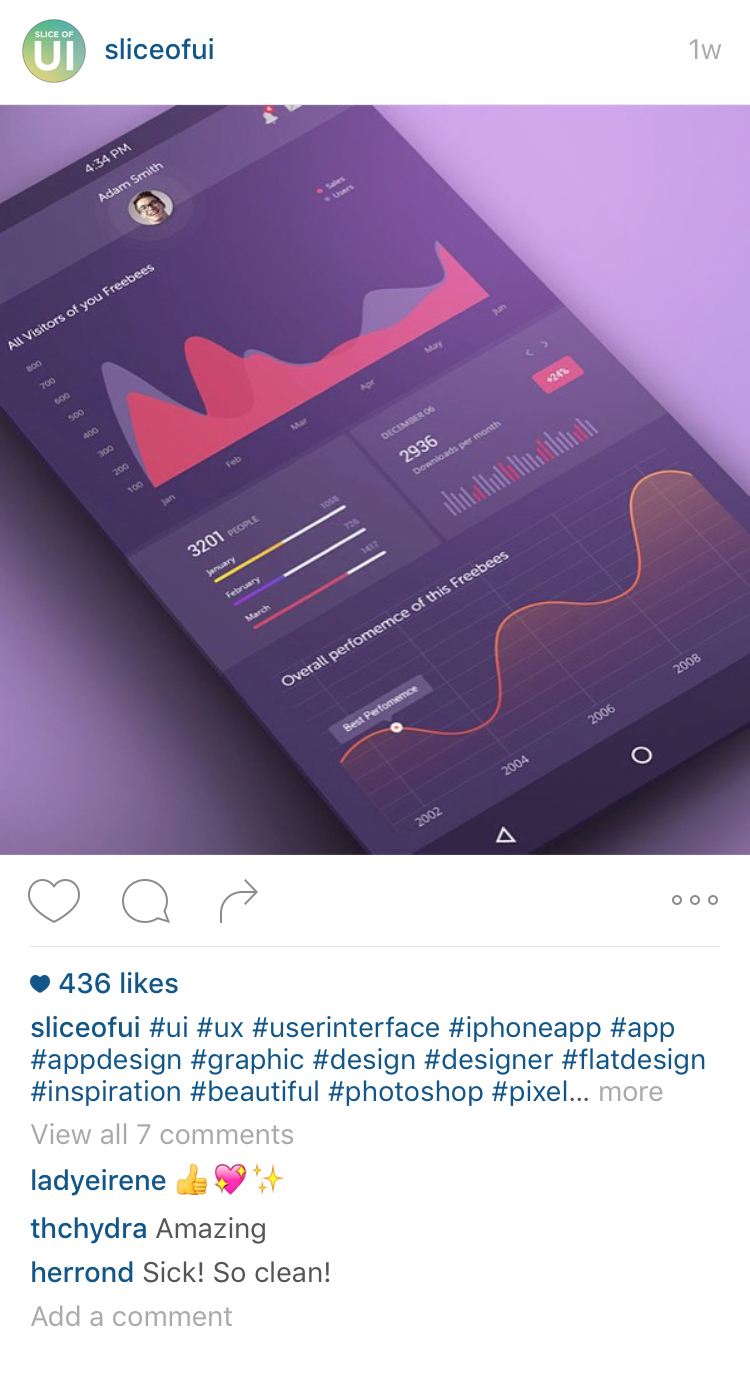 SLICE OF
UI
sliceofui
1w
4:34 PM
Adam Smith
Sales
Users
All Visitors of you Freebees
800
700
600
500
400
300
200
100
Jan
Feb
Mar
Apr
May
Jun
3201 PEOPLE
January
1058
February
726
March
1417
DECEMBER 06
< >
2936
Downloads per month
+24%
Overall perfomemce of this Freebees
Best Perfomemce
2002
2004
2006
2008
436 likes
sliceofui #ui #ux #userinterface #iphoneapp #app
#appdesign #graphic #design #designer #flatdesign
#inspiration #beautiful #photoshop #pixel... more
View all 7 comments
ladyeirene 👍💖✨
thchydra Amazing
herrond Sick! So clean!
Add a comment